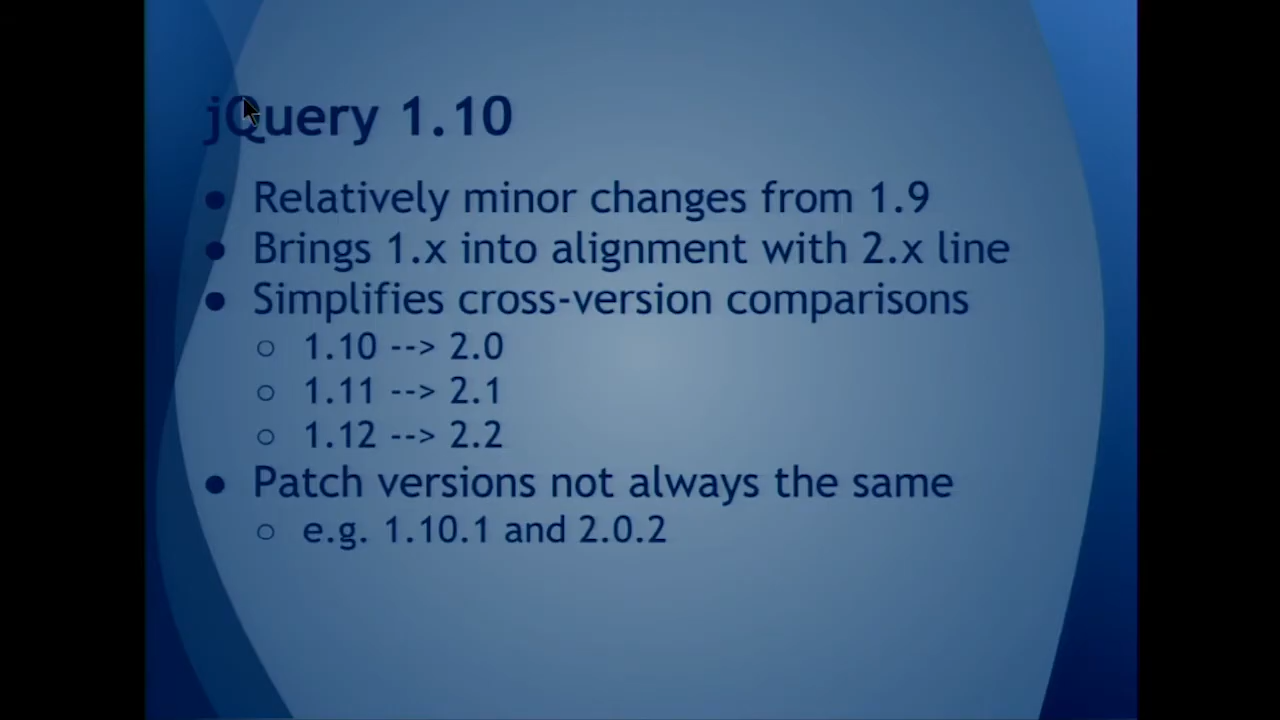 jQuery 1.10
● Relatively minor changes from 1.9
● Brings 1.x into alignment with 2.x line
● Simplifies cross-version comparisons
○ 1.10 --> 2.0
○ 1.11 --> 2.1
○ 1.12 --> 2.2
● Patch versions not always the same
○ e.g. 1.10.1 and 2.0.2